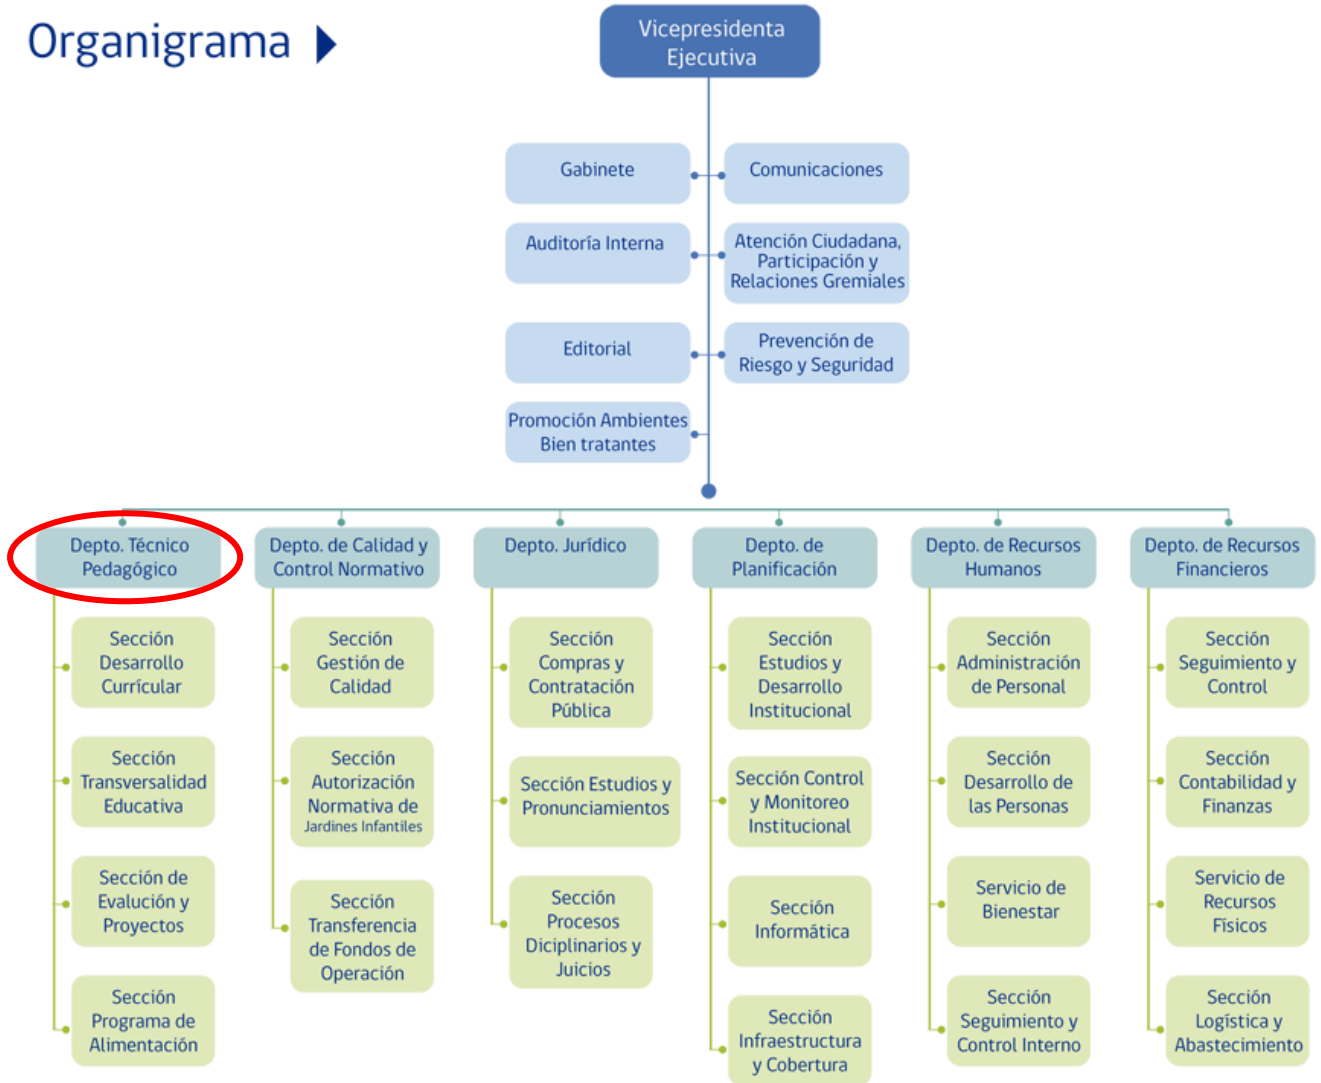 Organigrama
Vicepresidenta
Ejecutiva
Gabinete
Comunicaciones
Auditoría Interna
Atención Ciudadana,
Participación y
Relaciones Gremiales
Editorial
Prevención de
Riesgo y Seguridad
Promoción Ambientes
Bien tratantes
Depto. Técnico
Pedagógico
Depto. de Calidad y
Control Normativo
Depto. Jurídico
Depto. de
Planificación
Depto. de Recursos
Humanos
Depto. de Recursos
Financieros
Sección
Desarrollo
Currícular
Sección
Transversalidad
Educativa
Sección de
Evalución y
Proyectos
Sección
Programa de
Alimentación
Sección
Gestión de
Calidad
Sección
Autorización
Normativa de
Jardines Infantiles
Sección
Transferencia
de Fondos de
Operación
Sección
Compras y
Contratación
Pública
Sección Estudios y
Pronunciamientos
Sección
Procesos
Diciplinarios y
Juicios
Sección
Estudios y
Desarrollo
Institucional
Sección Control
y Monitoreo
Institucional
Sección
Informática
Sección
Infraestructura
y Cobertura
Sección
Administración
de Personal
Sección
Desarrollo de
las Personas
Servicio de
Bienestar
Sección
Seguimiento y
Control Interno
Sección
Seguimiento y
Control
Sección
Contabilidad y
Finanzas
Servicio de
Recursos
Físicos
Sección
Logística y
Abastecimiento